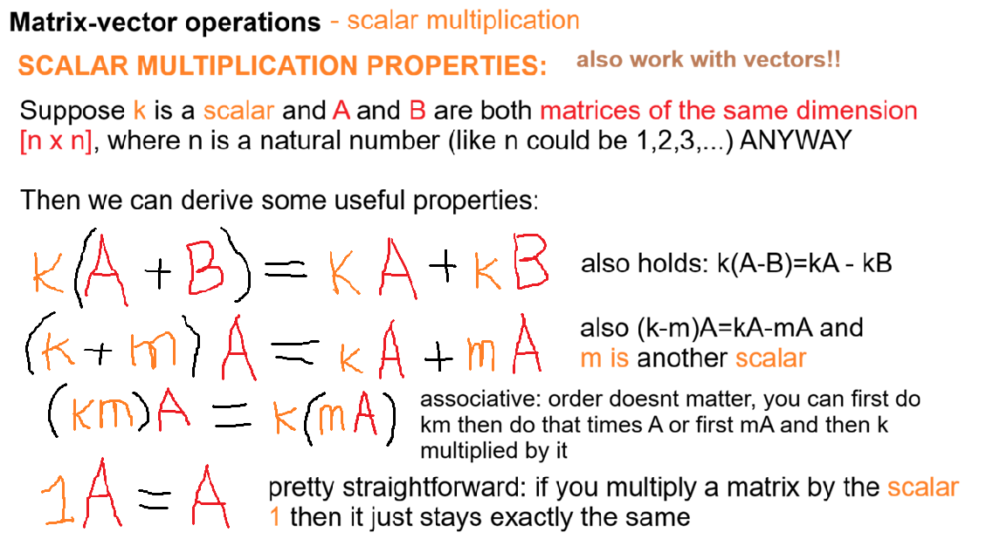 Matrix-vector operations - scalar multiplication
SCALAR MULTIPLICATION PROPERTIES: also work with vectors!!
Suppose k is a scalar and A and B are both matrices of the same dimension
[n x n], where n is a natural number (like n could be 1,2,3,...) ANYWAY
Then we can derive some useful properties:
k(A + B) = kA + kB also holds: k(A-B)=kA - kB
(k + m) A = kA + mA also (k-m)A=kA-mA and
m is another scalar
(km)A = k(mA) associative: order doesnt matter, you can first do
km then do that times A or first mA and then k
multiplied by it
1A = A pretty straightforward: if you multiply a matrix by the scalar
1 then it just stays exactly the same